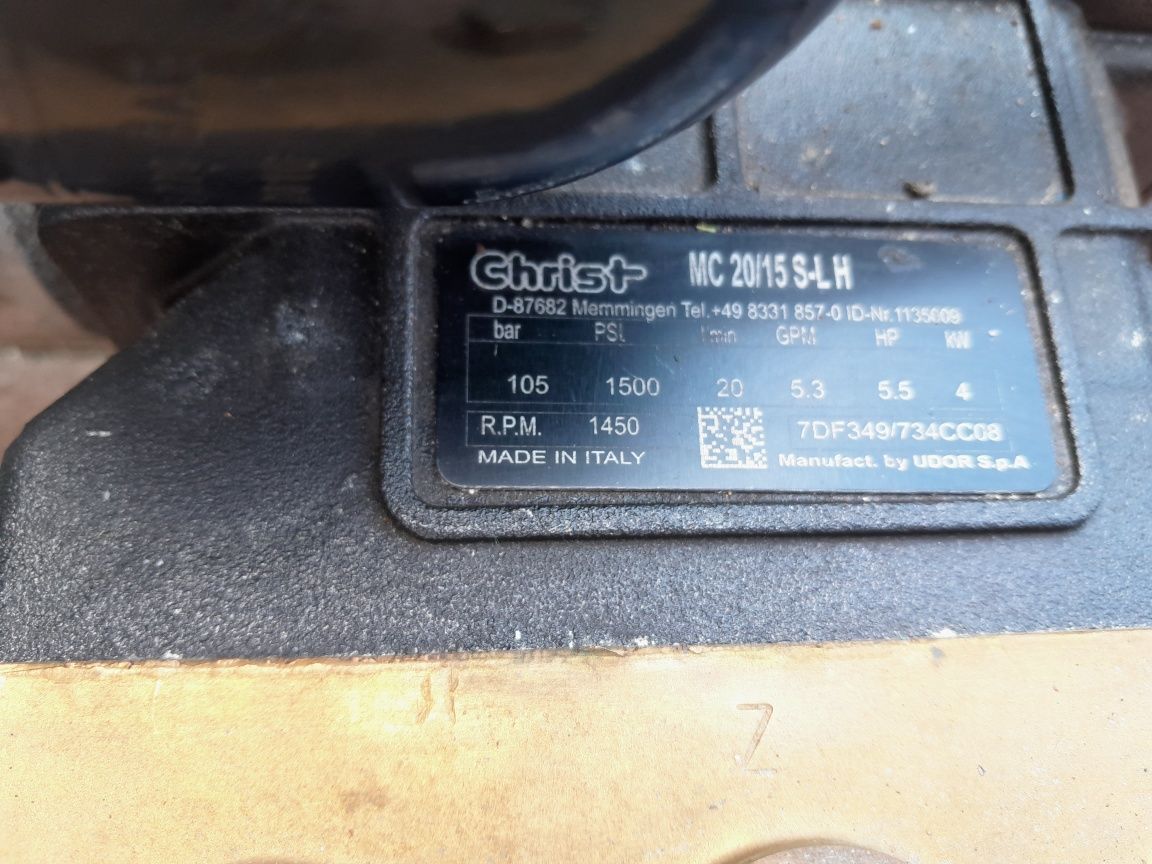 Christ MC 20/15 S-L H
D-87682 Memmingen Tel.+49 8331 857-0 ID-Nr.1135609
bar PSI l/min GPM HP kW
105 1500 20 5.3 5.5 4
R.P.M. 1450 7DF349/734CC08
MADE IN ITALY Manufact. by UDOR S.p.A
Z